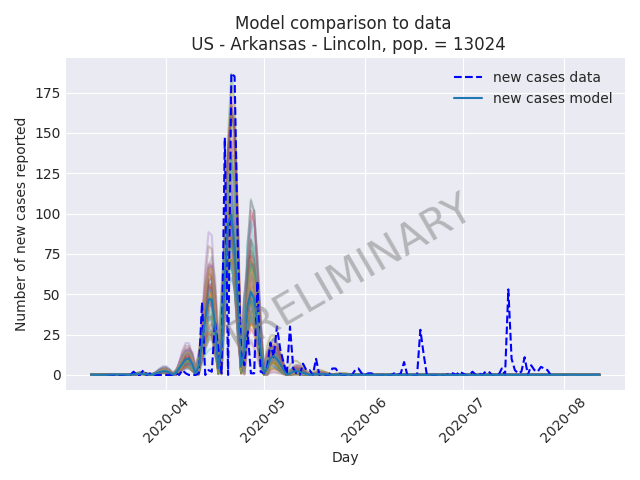 Model comparison to data
US - Arkansas - Lincoln, pop. = 13024
Number of new cases reported
175
150
125
100
75
50
25
0
new cases data
new cases model
PRELIMINARY
2020-04
2020-05
2020-06
2020-07
2020-08
Day